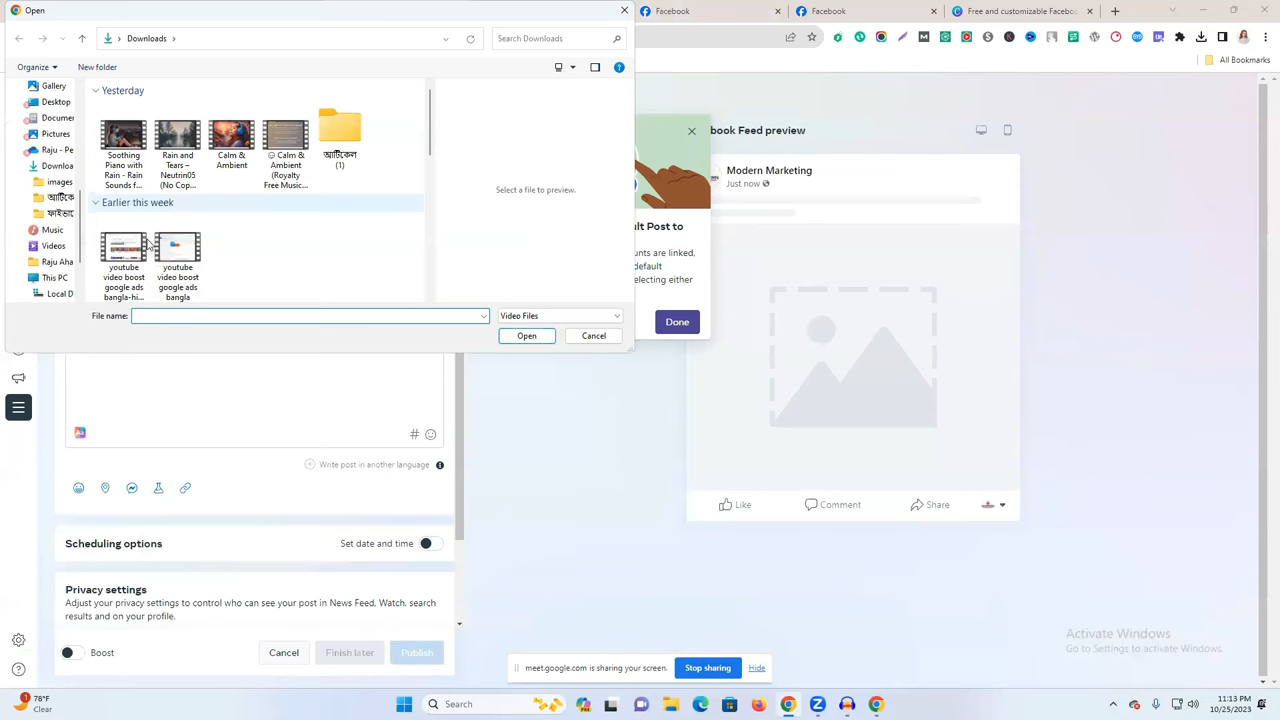 Open
Facebook
Facebook
Free and customizable Faceboc
Downloads
Search Downloads
All Bookmarks
Organize
New folder
Gallery
Desktop
Docume
Pictures
Raju - Pe
Downloa
images
আর্টিকে
ফাইভা
Music
Videos
Raju Aha
This PC
Local D
Yesterday
Soothing
Piano with
Rain - Rain
Sounds f...
Rain and
Tears –
Neutrin05
(No Cop...
Calm &
Ambient
☺ Calm &
Ambient
(Royalty
Free Music...
আর্টিকেল
(1)
Select a file to preview.
Earlier this week
youtube
video boost
google ads
bangla-hi...
youtube
video boost
google ads
bangla
File name:
Video Files
Open
Cancel
ult Post to
unts are linked,
default
electing either
Done
book Feed preview
Modern Marketing
Just now
Like
Comment
Share
Write post in another language
Scheduling options
Set date and time
Privacy settings
Adjust your privacy settings to control who can see your post in News Feed, Watch, search
results and on your profile.
Boost
Cancel
Finish later
Publish
Activate Windows
Go to Settings to activate Windows.
meet.google.com is sharing your screen.
Stop sharing
Hide
1
78°F
Clear
Search
11:13 PM
10/25/2023